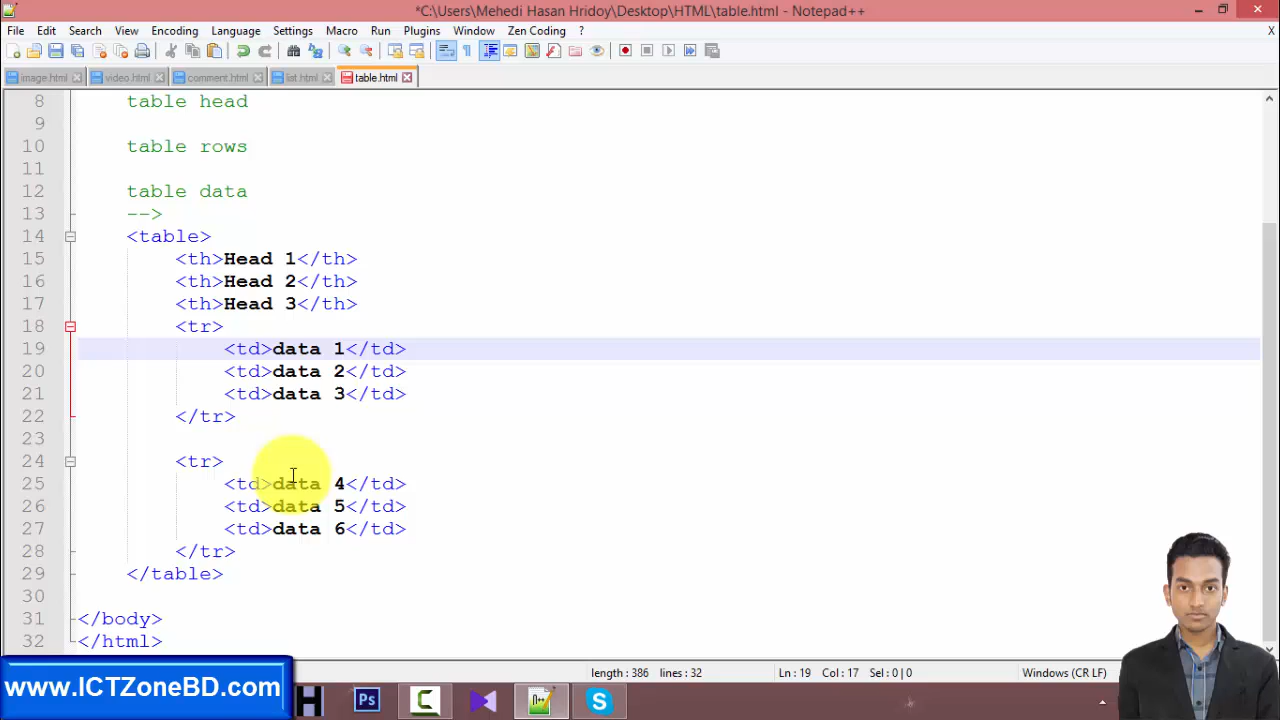 *C:\Users\Mehedi Hasan Hridoy\Desktop\HTML\table.html - Notepad++
File Edit Search View Encoding Language Settings Macro Run Plugins Window Zen Coding ? X
image.html video.html comment.html list.html table.html
8 table head
9
10 table rows
11
12 table data
13 -->
14 <table>
15 <th>Head 1</th>
16 <th>Head 2</th>
17 <th>Head 3</th>
18 <tr>
19 <td>data 1</td>
20 <td>data 2</td>
21 <td>data 3</td>
22 </tr>
23
24 <tr>
25 <td>data 4</td>
26 <td>data 5</td>
27 <td>data 6</td>
28 </tr>
29 </table>
30
31 </body>
32 </html>
length : 386 lines : 32 Ln : 19 Col : 17 Sel : 0 | 0 Windows (CR LF)
www.ICTZoneBD.com
H Ps C n++ S